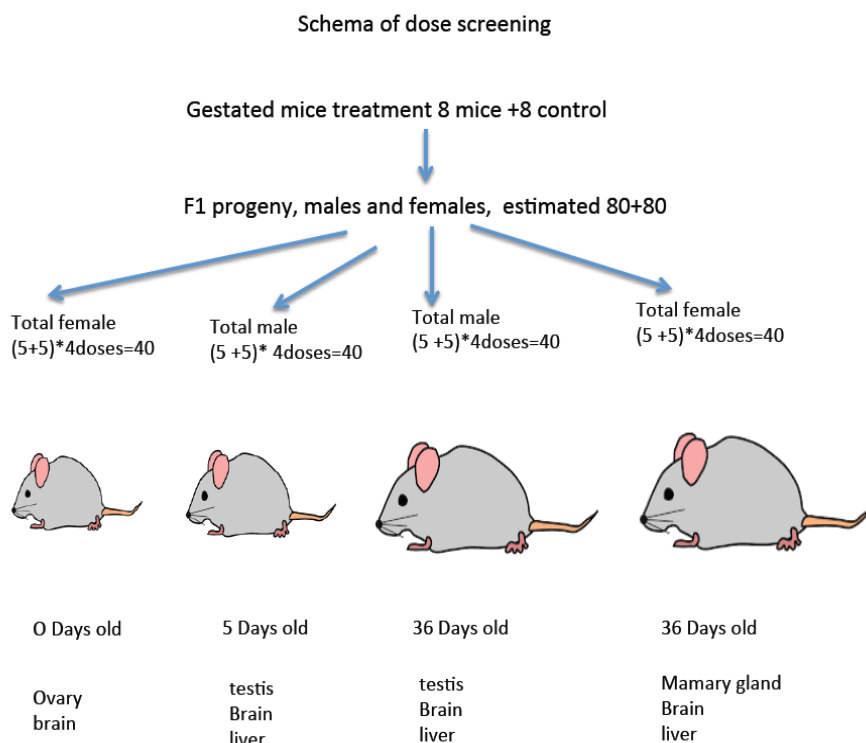 Schema of dose screening
Gestated mice treatment 8 mice +8 control
F1 progeny, males and females, estimated 80+80
Total female
(5+5)*4doses=40
Total male
(5 +5)* 4doses=40
Total male
(5 +5)*4doses=40
Total female
(5 +5)*4doses=40
O Days old
5 Days old
36 Days old
36 Days old
Ovary
brain
testis
Brain
liver
testis
Brain
liver
Mamary gland
Brain
liver